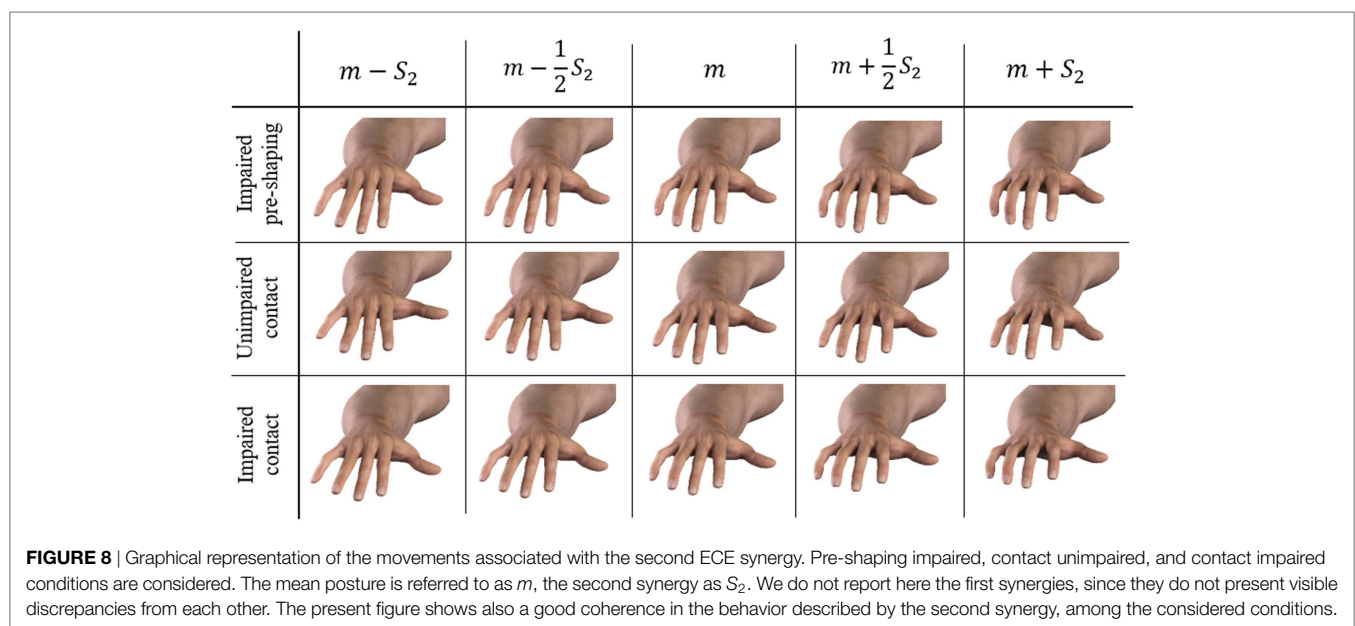 m − S₂ m − 1/2 S₂ m m + 1/2 S₂ m + S₂
Impaired
pre-shaping
Unimpaired
contact
Impaired
contact
FIGURE 8 | Graphical representation of the movements associated with the second ECE synergy. Pre-shaping impaired, contact unimpaired, and contact impaired
conditions are considered. The mean posture is referred to as m, the second synergy as S₂. We do not report here the first synergies, since they do not present visible
discrepancies from each other. The present figure shows also a good coherence in the behavior described by the second synergy, among the considered conditions.